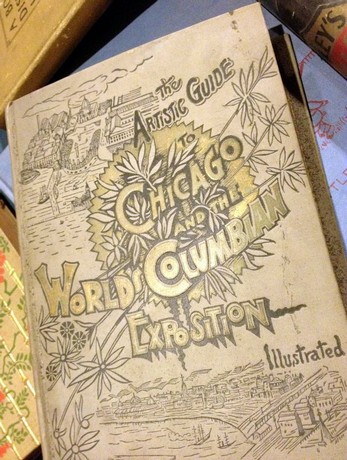 The
Artistic Guide
to
Chicago
and the
World's Columbian
Exposition
Illustrated